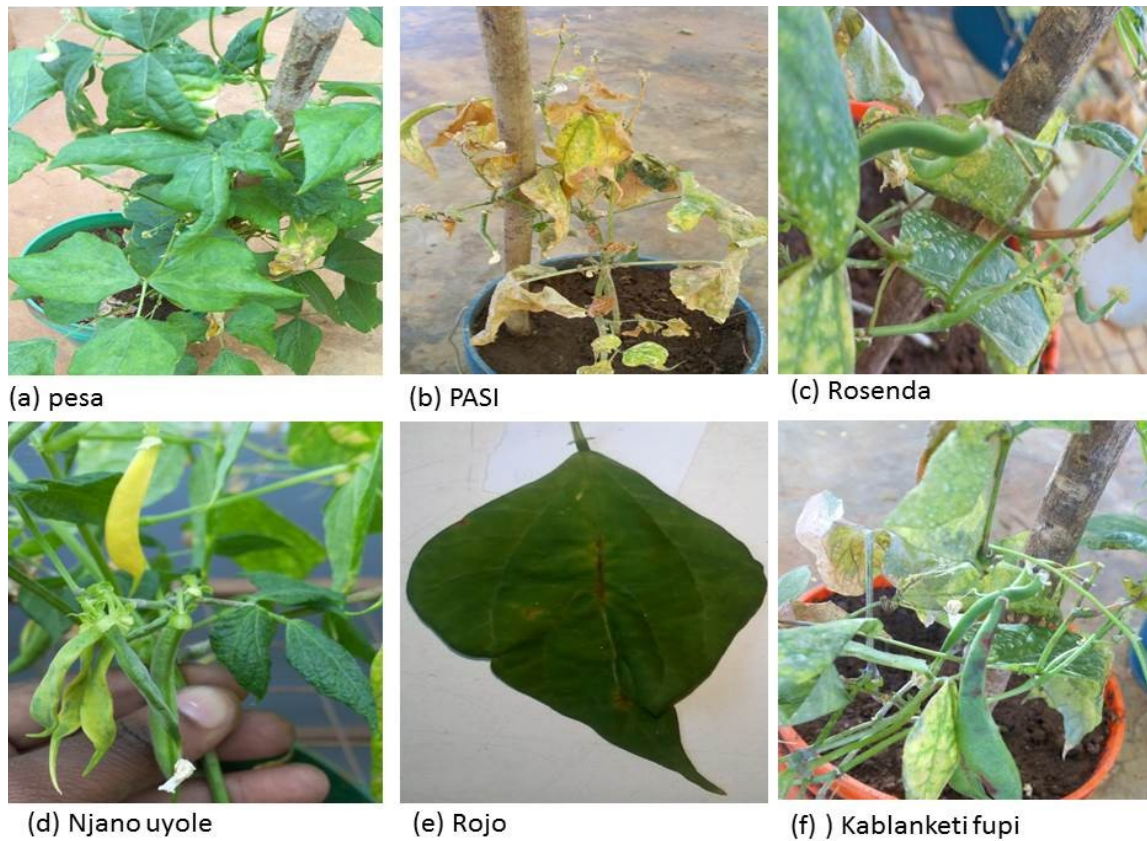 (a) pesa
(b) PASI
(c) Rosenda
(d) Njano uyole
(e) Rojo
(f) ) Kablanketi fupi